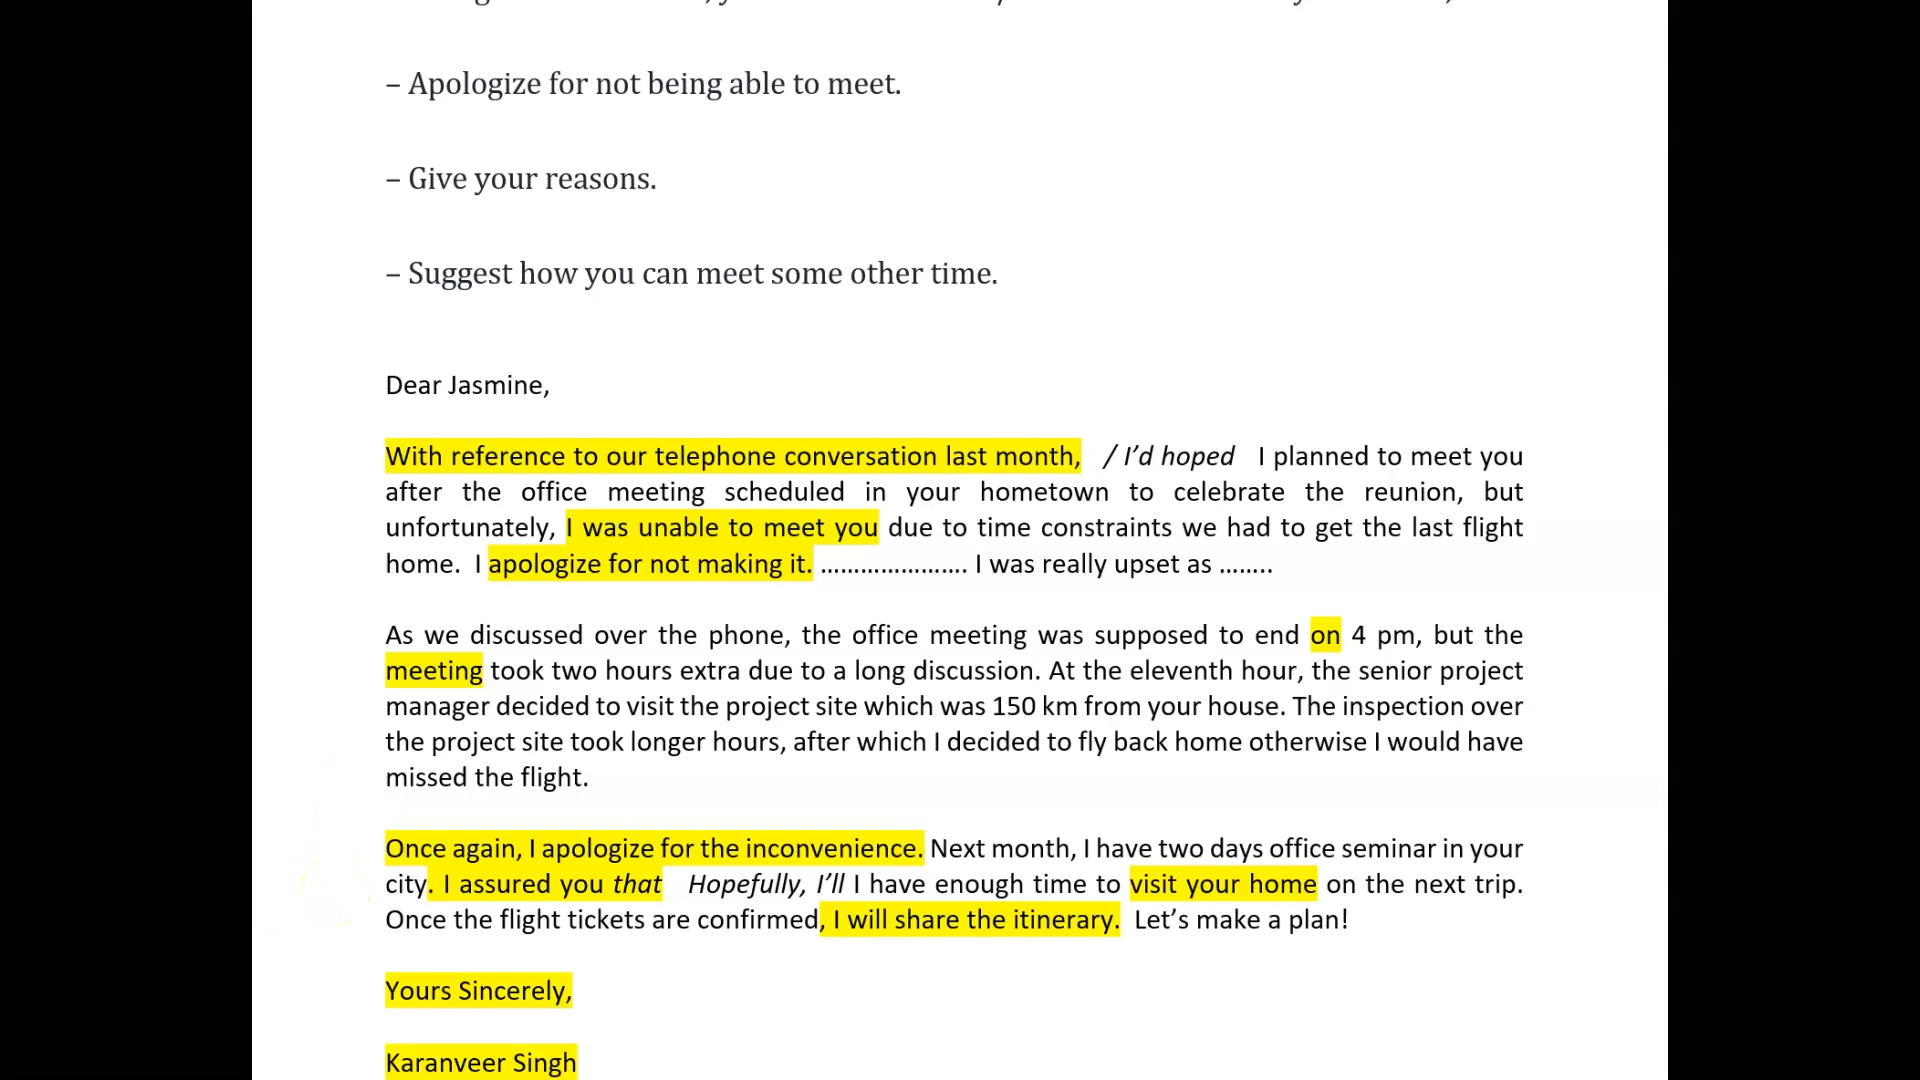 – Apologize for not being able to meet.
– Give your reasons.
– Suggest how you can meet some other time.
Dear Jasmine,
With reference to our telephone conversation last month, / I’d hoped I planned to meet you
after the office meeting scheduled in your hometown to celebrate the reunion, but
unfortunately, I was unable to meet you due to time constraints we had to get the last flight
home. I apologize for not making it. …………………. I was really upset as ……..
As we discussed over the phone, the office meeting was supposed to end on 4 pm, but the
meeting took two hours extra due to a long discussion. At the eleventh hour, the senior project
manager decided to visit the project site which was 150 km from your house. The inspection over
the project site took longer hours, after which I decided to fly back home otherwise I would have
missed the flight.
Once again, I apologize for the inconvenience. Next month, I have two days office seminar in your
city. I assured you that Hopefully, I’ll I have enough time to visit your home on the next trip.
Once the flight tickets are confirmed, I will share the itinerary. Let’s make a plan!
Yours Sincerely,
Karanveer Singh